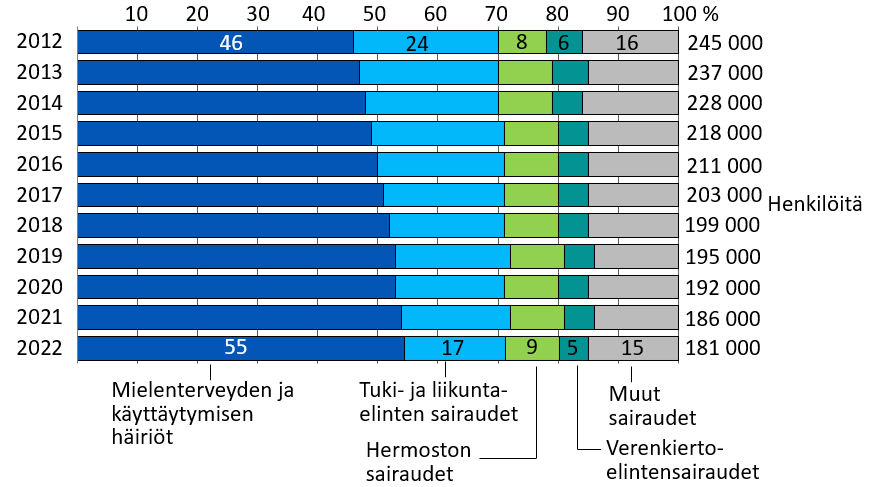 10 20 30 40 50 60 70 80 90 100 %
2012 46 24 8 6 16 245 000
2013 237 000
2014 228 000
2015 218 000
2016 211 000
2017 203 000
Henkilöitä
2018 199 000
2019 195 000
2020 192 000
2021 186 000
2022 55 17 9 5 15 181 000
Mielenterveyden ja
käyttäytymisen
häiriöt
Tuki- ja liikunta-
elinten sairaudet
Hermoston
sairaudet
Muut
sairaudet
Verenkierto-
elintensairaudet